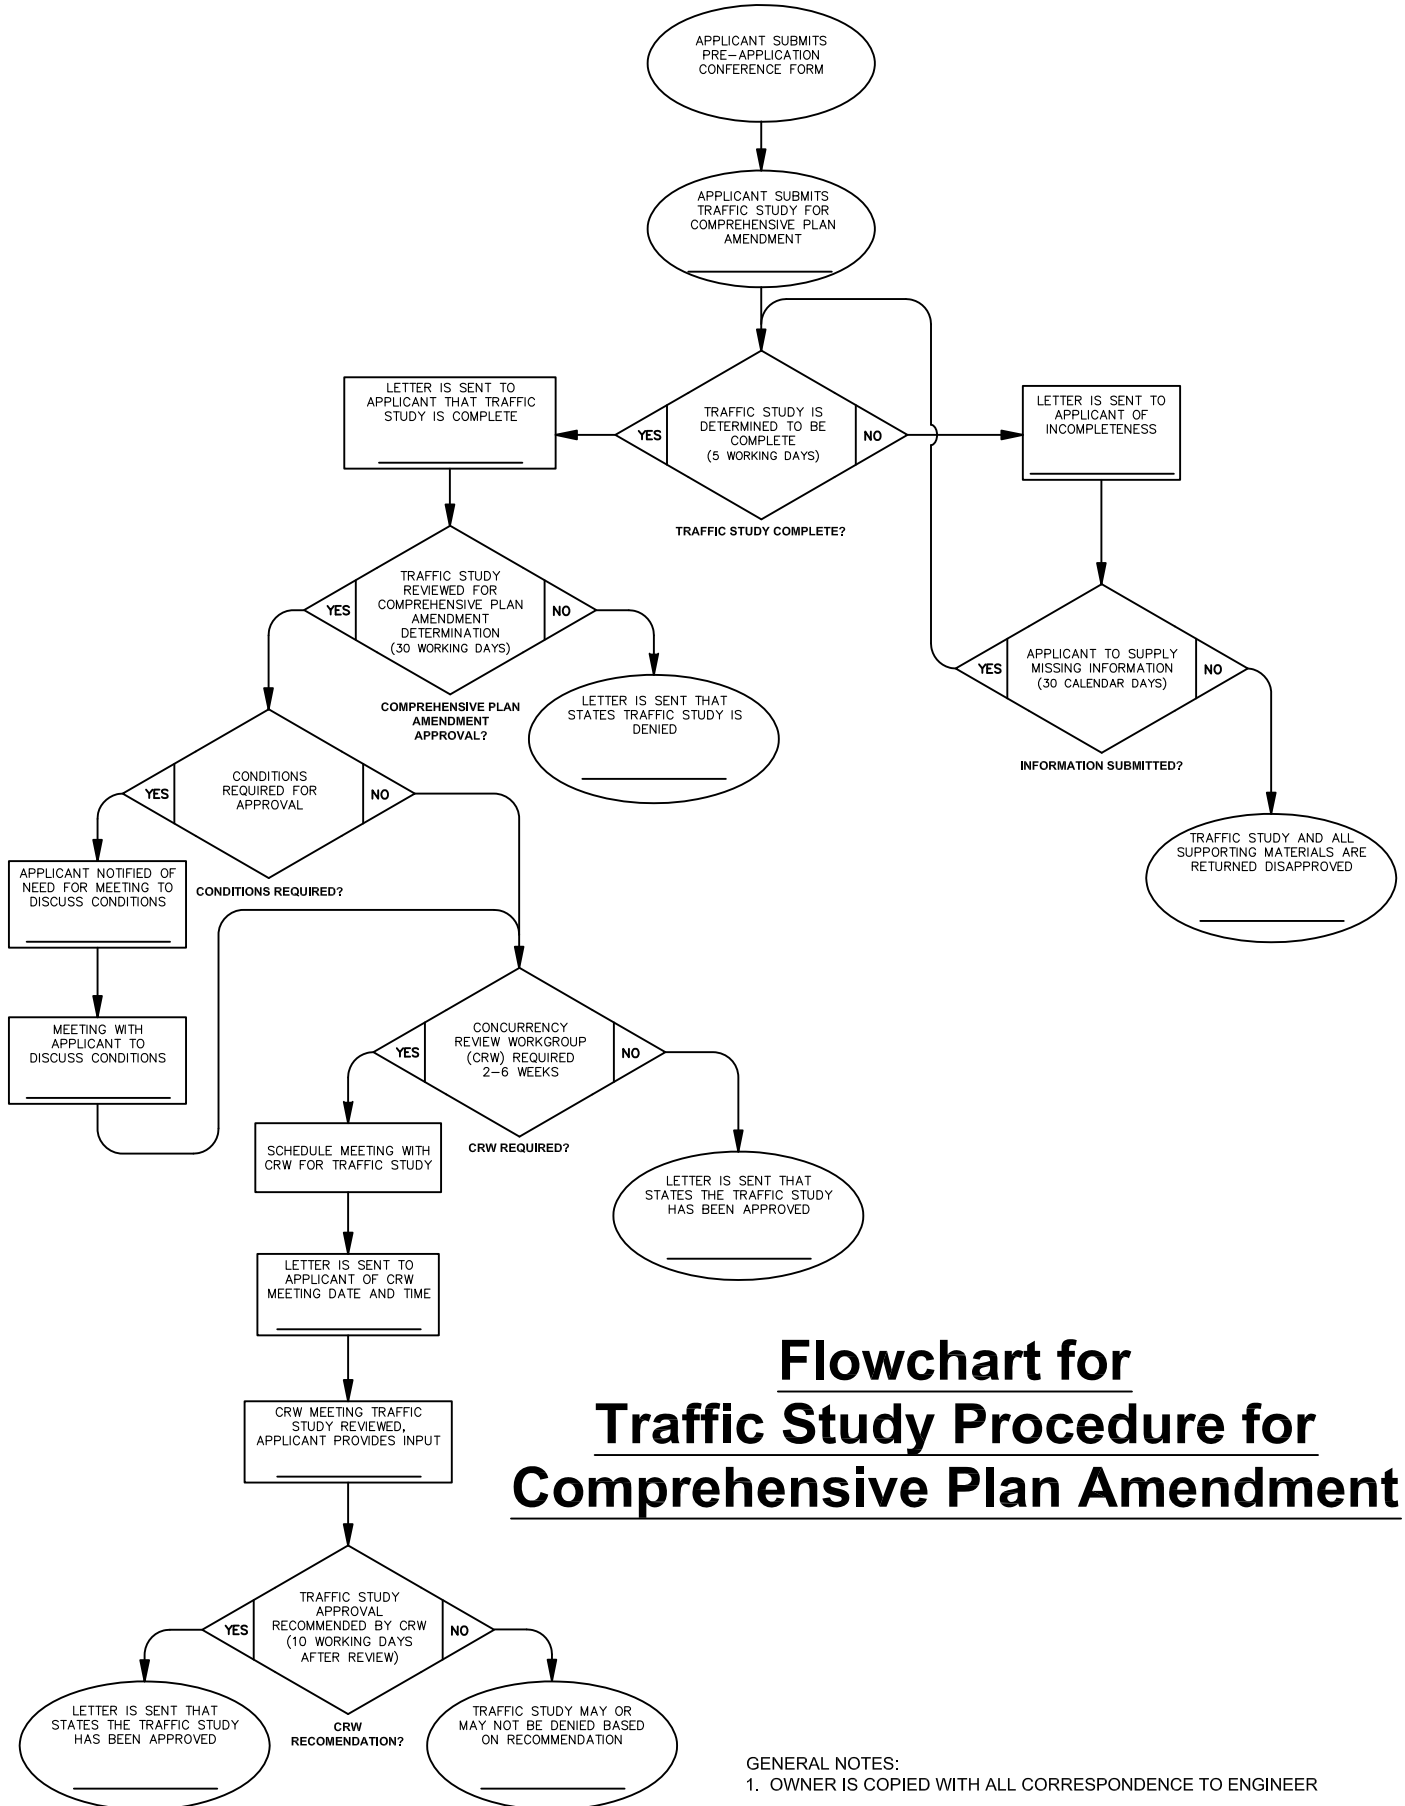 APPLICANT SUBMITS
PRE-APPLICATION
CONFERENCE FORM
APPLICANT SUBMITS
TRAFFIC STUDY FOR
COMPREHENSIVE PLAN
AMENDMENT
LETTER IS SENT TO
APPLICANT THAT TRAFFIC
STUDY IS COMPLETE
YES
TRAFFIC STUDY IS
DETERMINED TO BE
COMPLETE
(5 WORKING DAYS)
NO
TRAFFIC STUDY COMPLETE?
LETTER IS SENT TO
APPLICANT OF
INCOMPLETENESS
YES
TRAFFIC STUDY
REVIEWED FOR
COMPREHENSIVE PLAN
AMENDMENT
DETERMINATION
(30 WORKING DAYS)
NO
COMPREHENSIVE PLAN
AMENDMENT
APPROVAL?
LETTER IS SENT THAT
STATES TRAFFIC STUDY IS
DENIED
YES
APPLICANT TO SUPPLY
MISSING INFORMATION
(30 CALENDAR DAYS)
NO
INFORMATION SUBMITTED?
TRAFFIC STUDY AND ALL
SUPPORTING MATERIALS ARE
RETURNED DISAPPROVED
YES
CONDITIONS
REQUIRED FOR
APPROVAL
NO
CONDITIONS REQUIRED?
APPLICANT NOTIFIED OF
NEED FOR MEETING TO
DISCUSS CONDITIONS
MEETING WITH
APPLICANT TO
DISCUSS CONDITIONS
YES
CONCURRENCY
REVIEW WORKGROUP
(CRW) REQUIRED
2-6 WEEKS
NO
CRW REQUIRED?
SCHEDULE MEETING WITH
CRW FOR TRAFFIC STUDY
LETTER IS SENT THAT
STATES THE TRAFFIC STUDY
HAS BEEN APPROVED
LETTER IS SENT TO
APPLICANT OF CRW
MEETING DATE AND TIME
CRW MEETING TRAFFIC
STUDY REVIEWED,
APPLICANT PROVIDES INPUT
Flowchart for
Traffic Study Procedure for
Comprehensive Plan Amendment
YES
TRAFFIC STUDY
APPROVAL
RECOMMENDED BY CRW
(10 WORKING DAYS
AFTER REVIEW)
NO
CRW
RECOMENDATION?
LETTER IS SENT THAT
STATES THE TRAFFIC STUDY
HAS BEEN APPROVED
TRAFFIC STUDY MAY OR
MAY NOT BE DENIED BASED
ON RECOMMENDATION
GENERAL NOTES:
1. OWNER IS COPIED WITH ALL CORRESPONDENCE TO ENGINEER